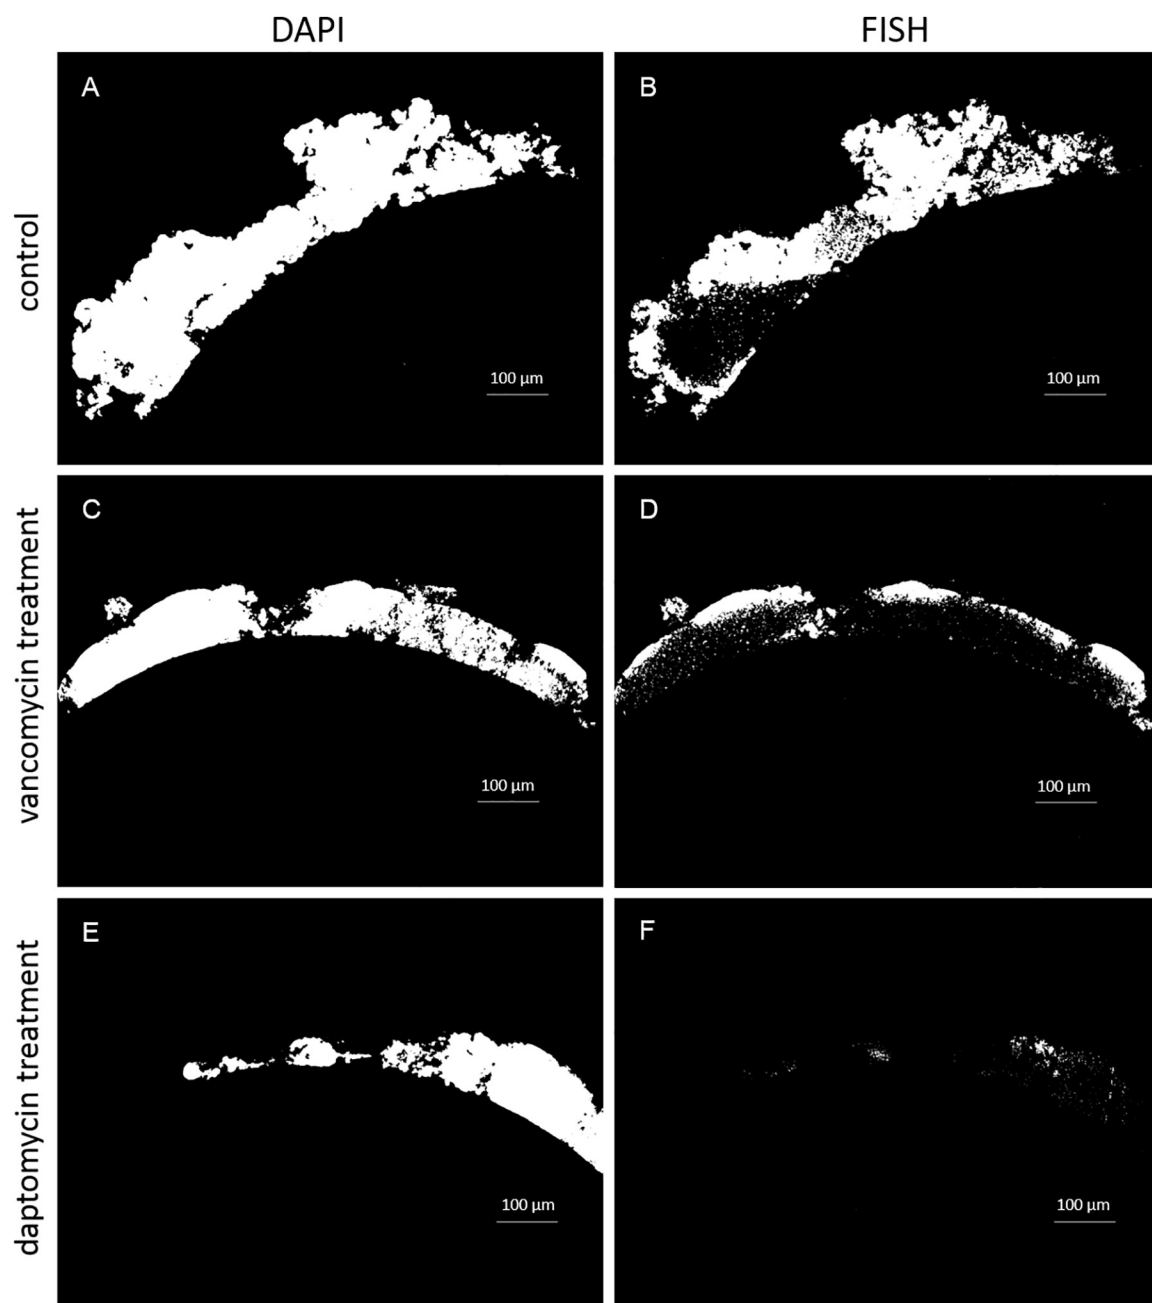 DAPI
FISH
control
A
100 µm
B
100 µm
vancomycin treatment
C
100 µm
D
100 µm
daptomycin treatment
E
100 µm
F
100 µm